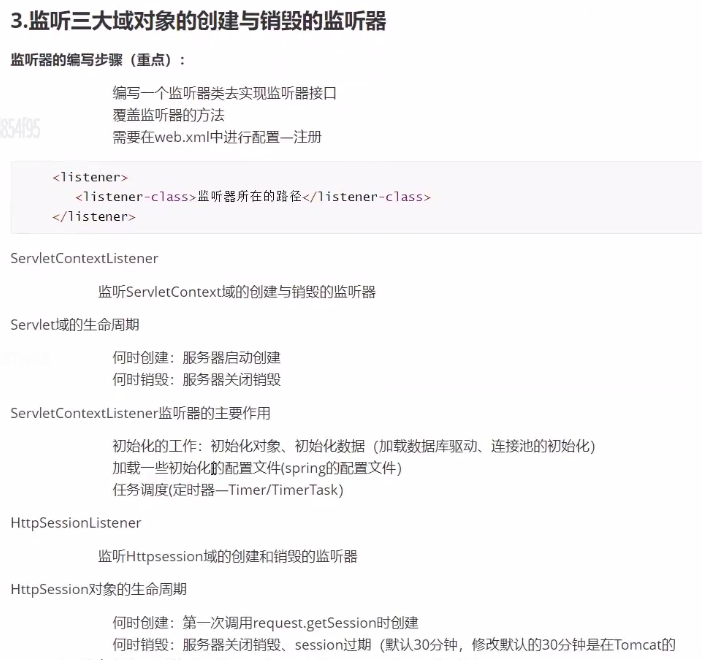 3.监听三大域对象的创建与销毁的监听器
监听器的编写步骤（重点）：
编写一个监听器类去实现监听器接口
覆盖监听器的方法
需要在web.xml中进行配置—注册
<listener>
<listener-class>监听器所在的路径</listener-class>
</listener>
ServletContextListener
监听ServletContext域的创建与销毁的监听器
Servlet域的生命周期
何时创建：服务器启动创建
何时销毁：服务器关闭销毁
ServletContextListener监听器的主要作用
初始化的工作：初始化对象、初始化数据（加载数据库驱动、连接池的初始化)
加载一些初始化的配置文件(spring的配置文件)
任务调度(定时器—Timer/TimerTask)
HttpSessionListener
监听Httpsession域的创建和销毁的监听器
HttpSession对象的生命周期
何时创建：第一次调用request.getSession时创建
何时销毁：服务器关闭销毁、session过期（默认30分钟，修改默认的30分钟是在Tomcat的